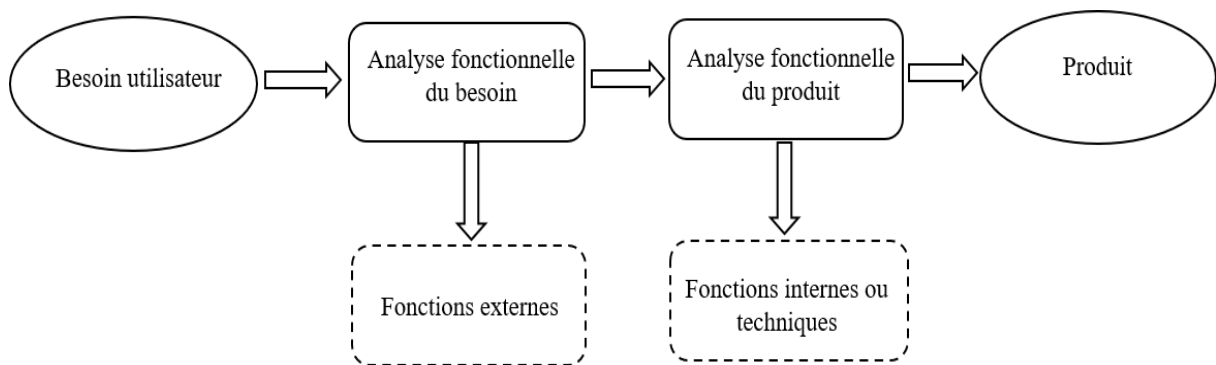 Besoin utilisateur
Analyse fonctionnelle
du besoin
Analyse fonctionnelle
du produit
Produit
Fonctions externes
Fonctions internes ou
techniques